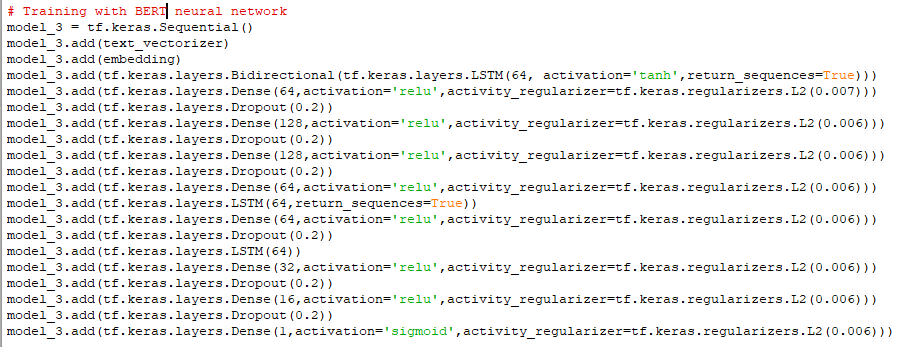 # Training with BERT neural network
model_3 = tf.keras.Sequential()
model_3.add(text_vectorizer)
model_3.add(embedding)
model_3.add(tf.keras.layers.Bidirectional(tf.keras.layers.LSTM(64, activation='tanh',return_sequences=True)))
model_3.add(tf.keras.layers.Dense(64,activation='relu',activity_regularizer=tf.keras.regularizers.L2(0.007)))
model_3.add(tf.keras.layers.Dropout(0.2))
model_3.add(tf.keras.layers.Dense(128,activation='relu',activity_regularizer=tf.keras.regularizers.L2(0.006)))
model_3.add(tf.keras.layers.Dropout(0.2))
model_3.add(tf.keras.layers.Dense(128,activation='relu',activity_regularizer=tf.keras.regularizers.L2(0.006)))
model_3.add(tf.keras.layers.Dropout(0.2))
model_3.add(tf.keras.layers.Dense(64,activation='relu',activity_regularizer=tf.keras.regularizers.L2(0.006)))
model_3.add(tf.keras.layers.LSTM(64,return_sequences=True))
model_3.add(tf.keras.layers.Dense(64,activation='relu',activity_regularizer=tf.keras.regularizers.L2(0.006)))
model_3.add(tf.keras.layers.Dropout(0.2))
model_3.add(tf.keras.layers.LSTM(64))
model_3.add(tf.keras.layers.Dense(32,activation='relu',activity_regularizer=tf.keras.regularizers.L2(0.006)))
model_3.add(tf.keras.layers.Dropout(0.2))
model_3.add(tf.keras.layers.Dense(16,activation='relu',activity_regularizer=tf.keras.regularizers.L2(0.006)))
model_3.add(tf.keras.layers.Dropout(0.2))
model_3.add(tf.keras.layers.Dense(1,activation='sigmoid',activity_regularizer=tf.keras.regularizers.L2(0.006)))